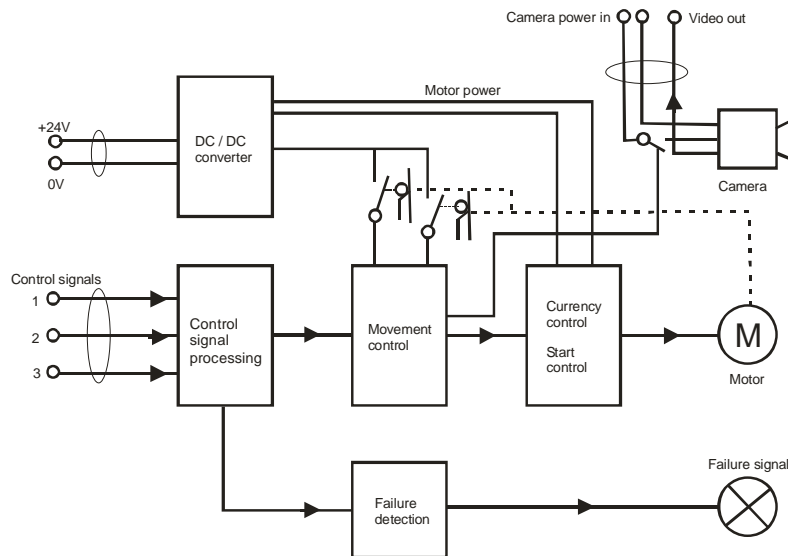 Camera power in
Video out
Motor power
+24V
0V
DC / DC
converter
Camera
Control signals
1
2
3
Control
signal
processing
Movement
control
Currency
control
Start
control
M
Motor
Failure signal
Failure
detection